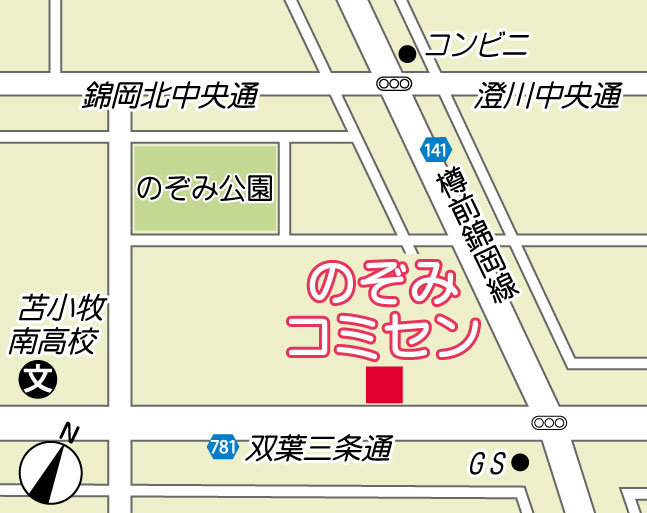 コンビニ
錦岡北中央通
澄川中央通
141
樽前錦岡線
のぞみ公園
のぞみ
コミセン
苫小牧
南高校
文
781
双葉三条通
GS
N